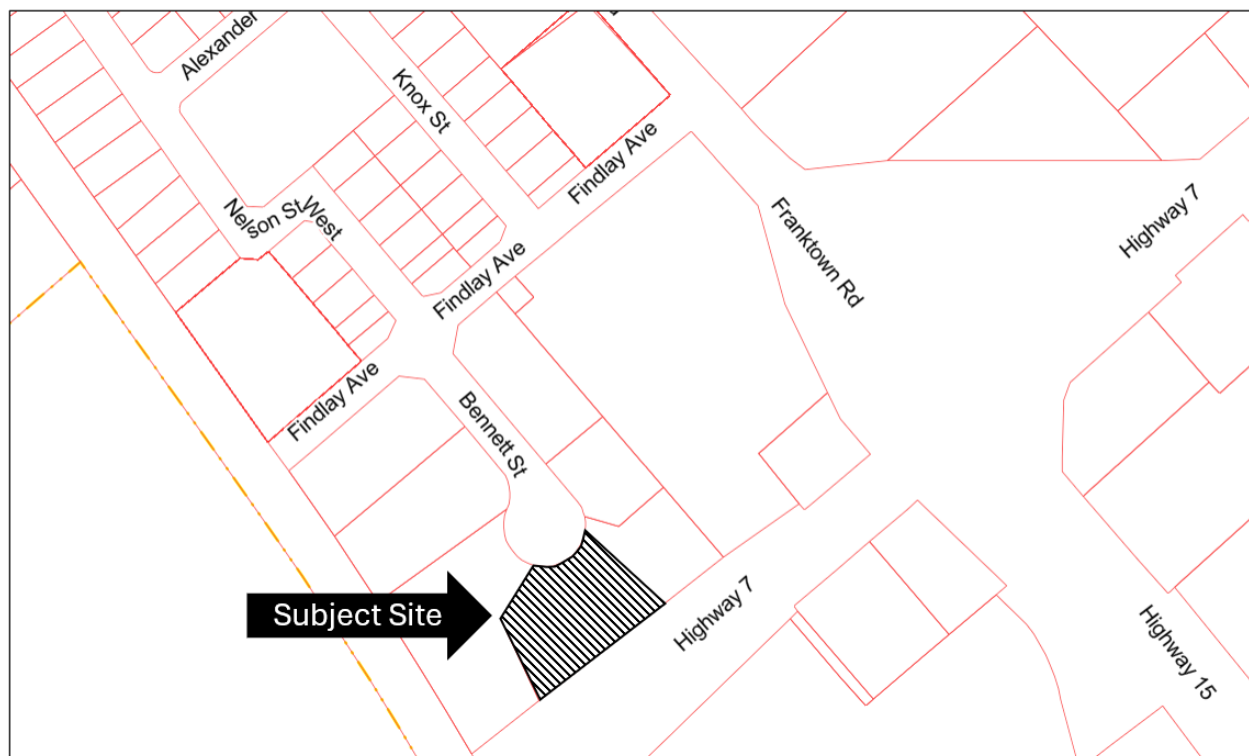 Alexander
Knox St
Findlay Ave
Nelson St West
Franktown Rd
Highway 7
Findlay Ave
Findlay Ave
Bennett St
Subject Site
Highway 7
Highway 15